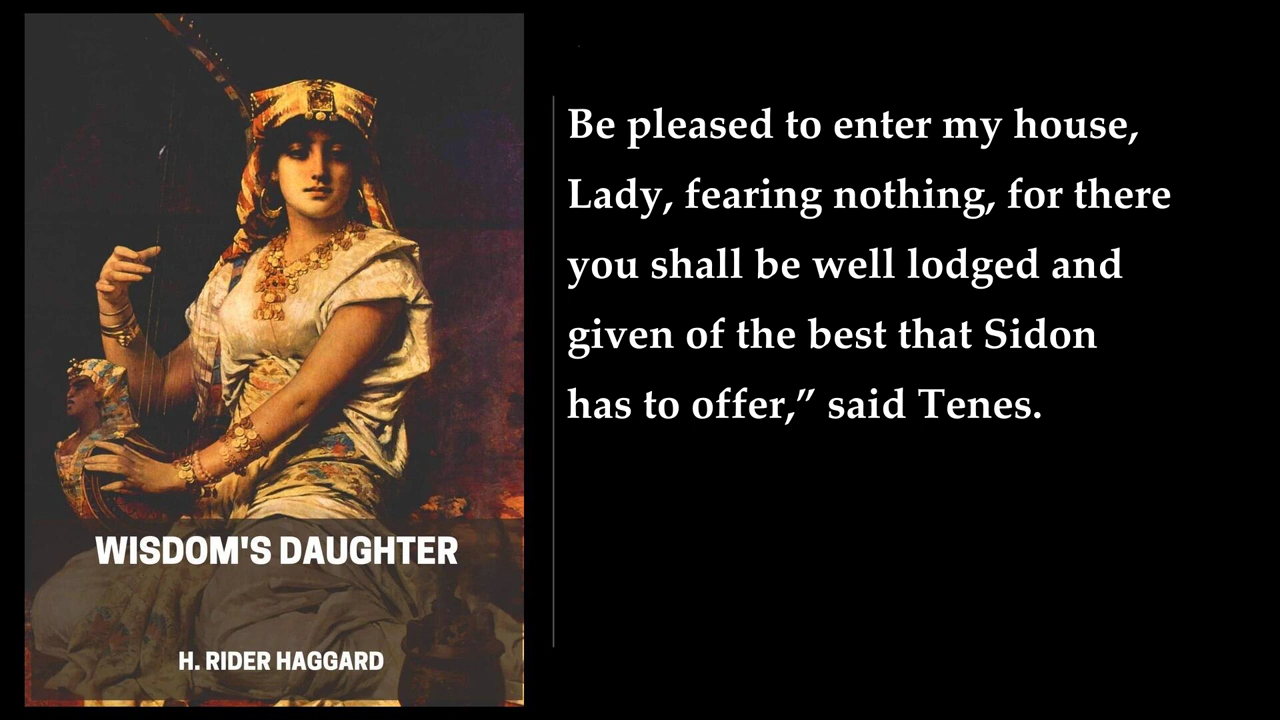 WISDOM'S DAUGHTER
H. RIDER HAGGARD
Be pleased to enter my house,
Lady, fearing nothing, for there
you shall be well lodged and
given of the best that Sidon
has to offer,” said Tenes.